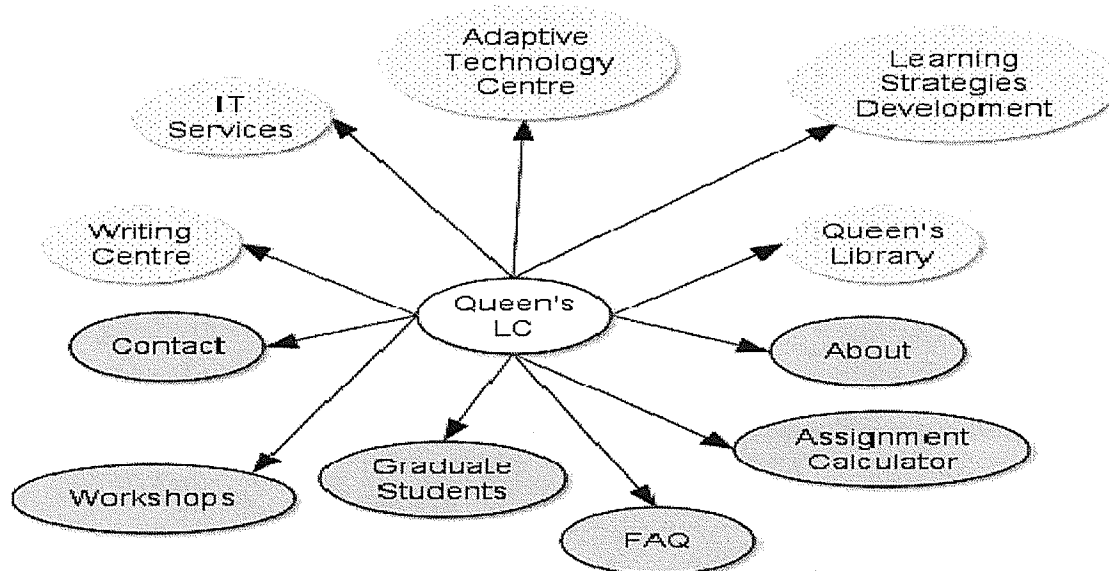 Adaptive
Technology
Centre
Learning
Strategies
Development
IT
Services
Writing
Centre
Queen's
Library
Queen's
LC
Contact
About
Assignment
Calculator
Graduate
Students
Workshops
FAQ